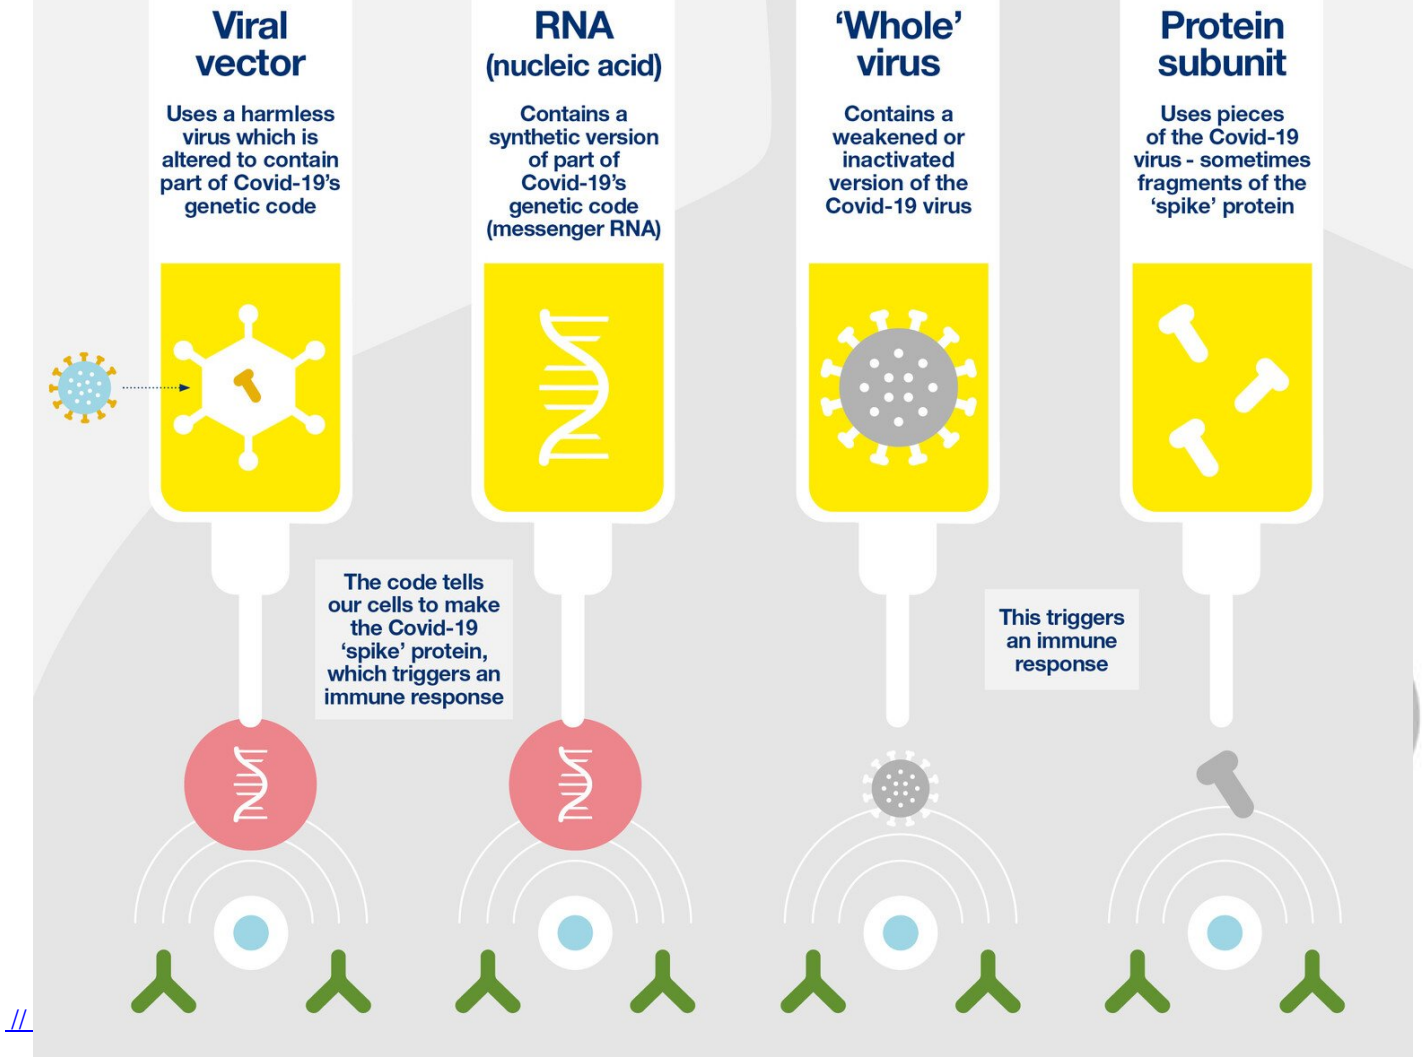 Viral
vector
Uses a harmless
virus which is
altered to contain
part of Covid-19’s
genetic code
RNA
(nucleic acid)
Contains a
synthetic version
of part of
Covid-19’s
genetic code
(messenger RNA)
‘Whole’
virus
Contains a
weakened or
inactivated
version of the
Covid-19 virus
Protein
subunit
Uses pieces
of the Covid-19
virus - sometimes
fragments of the
‘spike’ protein
The code tells
our cells to make
the Covid-19
‘spike’ protein,
which triggers an
immune response
This triggers
an immune
response
//